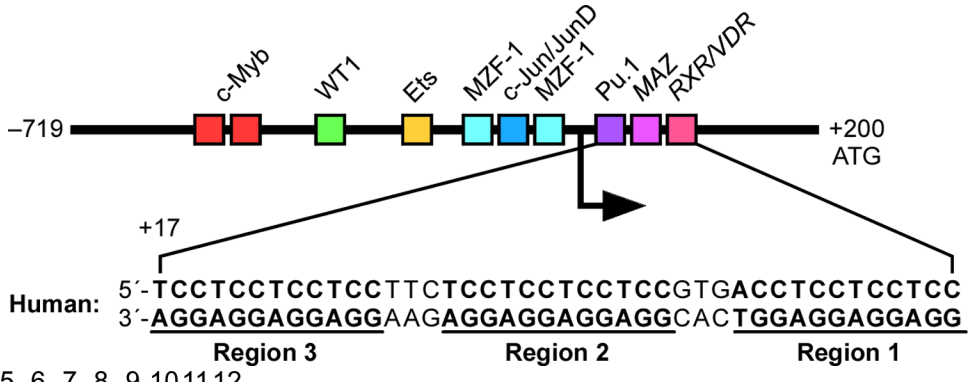 c-Myb WT1 Ets MZF-1 c-Jun/JunD MZF-1 Pu.1 MAZ RXR/VDR
–719 +200
ATG
+17
Human: 5´-TCCTCCTCCTCCTTCTCCTCCTCCTCCGTGACCTCCTCCTCC
3´-AGGAGGAGGAGGAAGAGGAGGAGGAGGCACTGGAGGAGGAGG
Region 3 Region 2 Region 1
5 6 7 8 9 10 11 12